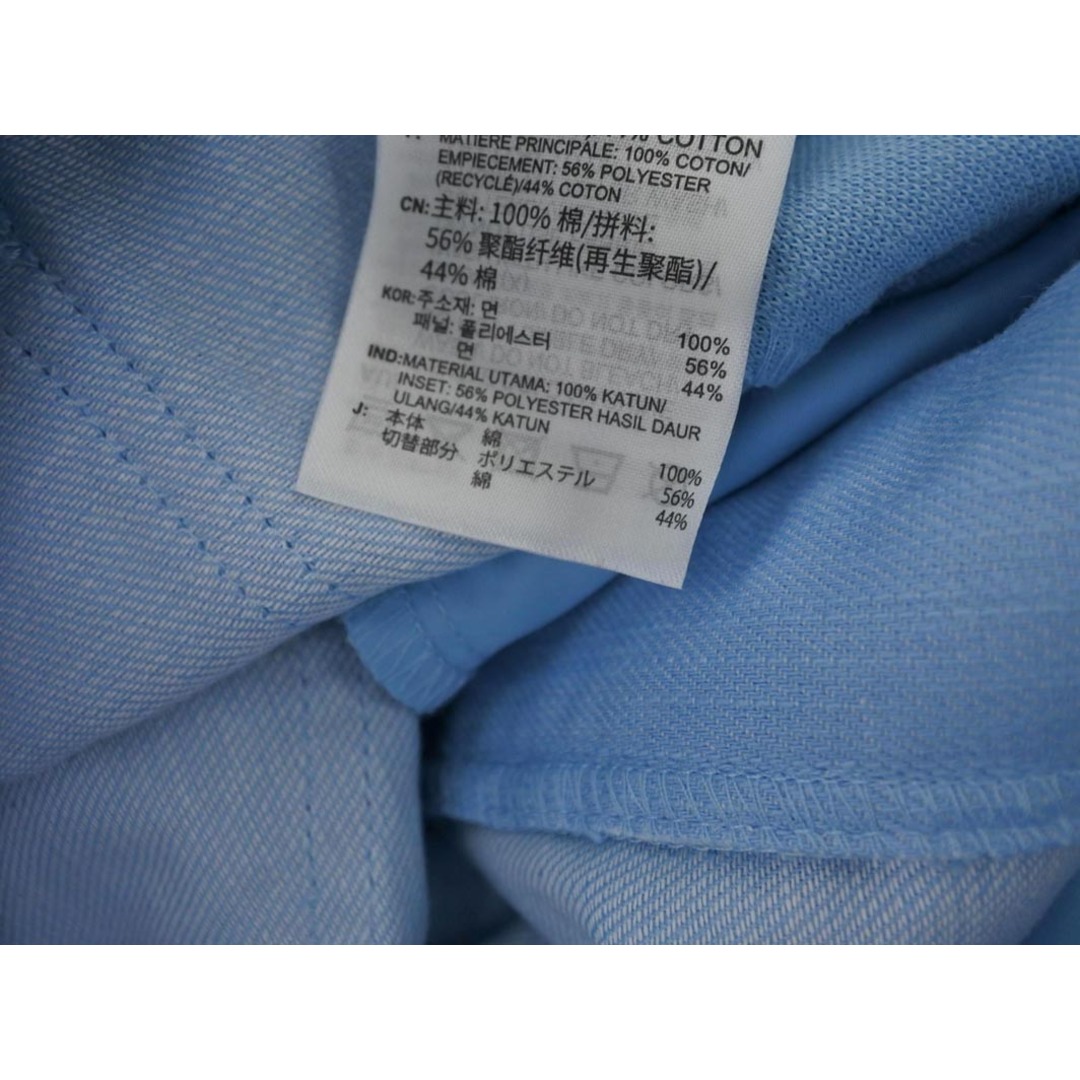 COTTON
MATIERE PRINCIPALE: 100% COTON/
EMPIECEMENT: 56% POLYESTER
(RECYCLÉ)/44% COTON
CN: 主料: 100% 棉/拼料:
56% 聚酯纤维(再生聚酯)/
44% 棉
KOR: 주소재: 면 100%
패널: 폴리에스터 56%
면 44%
IND: MATERIAL UTAMA: 100% KATUN/
INSET: 56% POLYESTER HASIL DAUR
ULANG/44% KATUN
J: 本体 綿 100%
切替部分 ポリエステル 56%
綿 44%